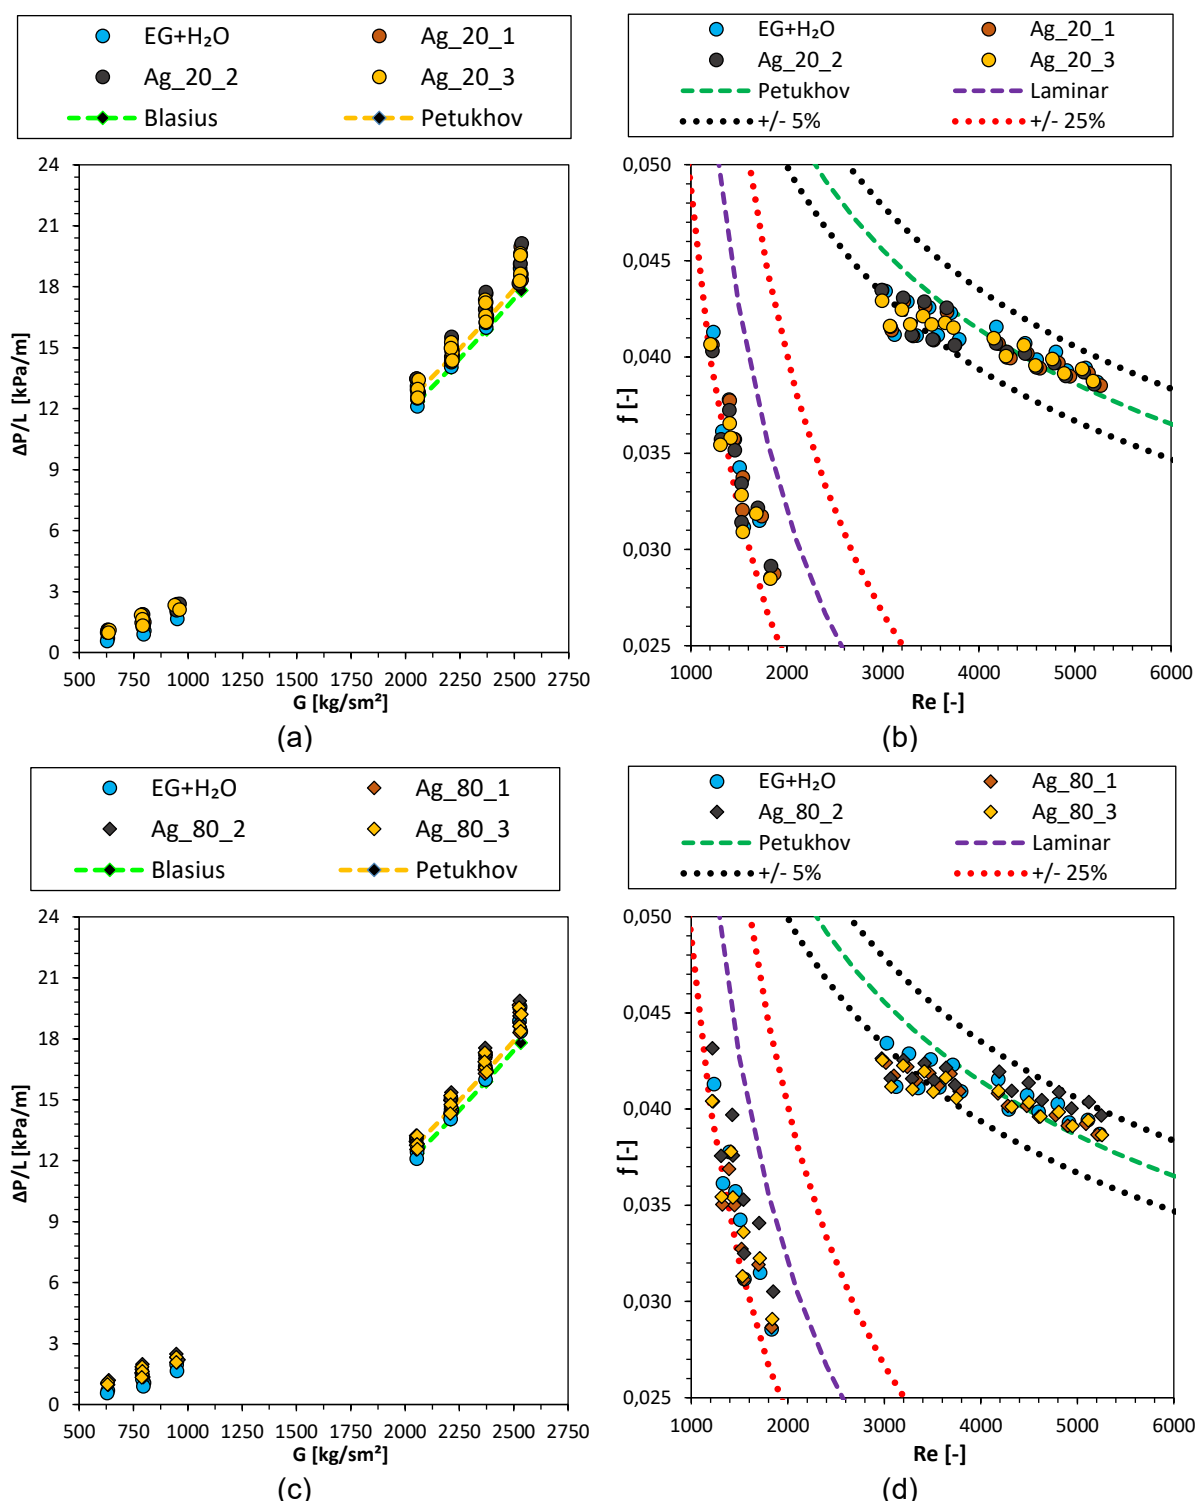 EG+H₂O Ag_20_1
Ag_20_2 Ag_20_3
Blasius Petukhov
24
21
18
15
12
9
6
3
0
ΔP/L [kPa/m]
500 750 1000 1250 1500 1750 2000 2250 2500 2750
G [kg/sm²]
(a)
EG+H₂O Ag_20_1
Ag_20_2 Ag_20_3
Petukhov Laminar
+/- 5% +/- 25%
0,050
0,045
0,040
0,035
0,030
0,025
f [-]
1000 2000 3000 4000 5000 6000
Re [-]
(b)
EG+H₂O Ag_80_1
Ag_80_2 Ag_80_3
Blasius Petukhov
24
21
18
15
12
9
6
3
0
ΔP/L [kPa/m]
500 750 1000 1250 1500 1750 2000 2250 2500 2750
G [kg/sm²]
(c)
EG+H₂O Ag_80_1
Ag_80_2 Ag_80_3
Petukhov Laminar
+/- 5% +/- 25%
0,050
0,045
0,040
0,035
0,030
0,025
f [-]
1000 2000 3000 4000 5000 6000
Re [-]
(d)